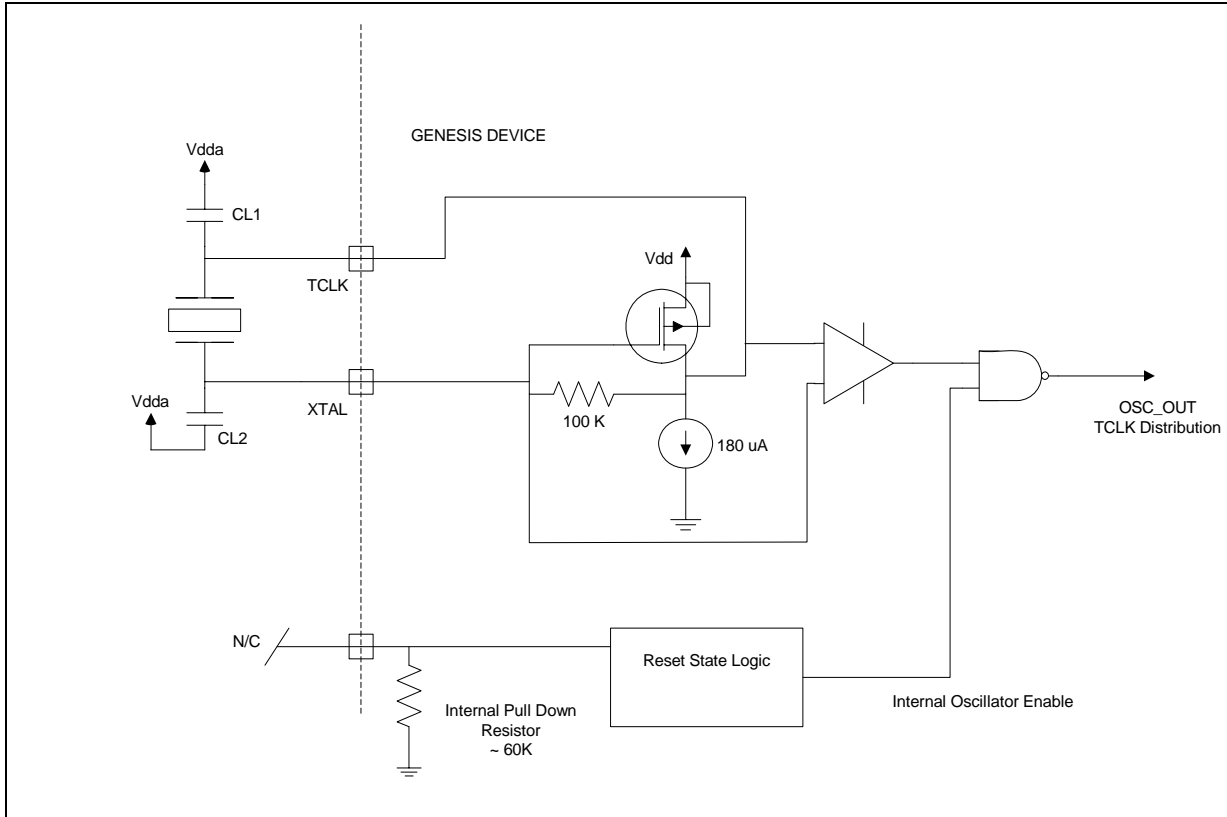 GENESIS DEVICE
Vdda
CL1
TCLK
Vdd
XTAL
Vdda
CL2
100 K
180 uA
OSC_OUT
TCLK Distribution
N/C
Reset State Logic
Internal Pull Down
Resistor
~ 60K
Internal Oscillator Enable